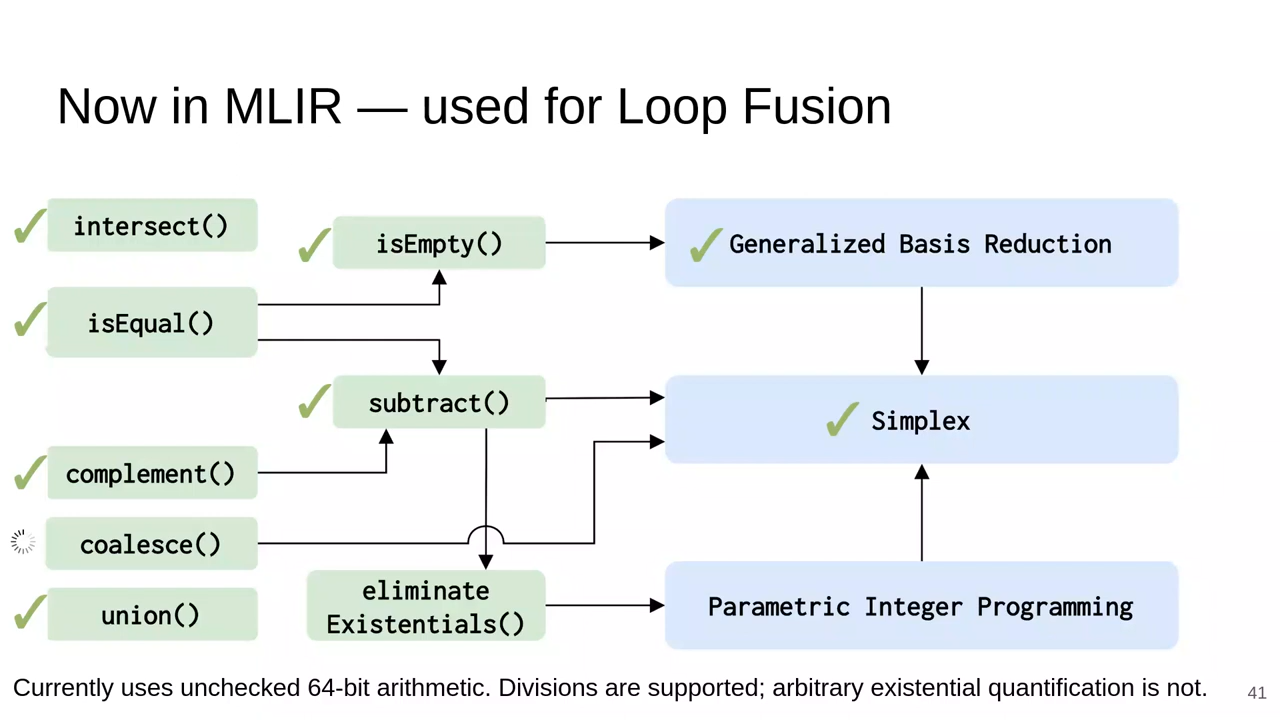 Now in MLIR — used for Loop Fusion
intersect()
isEmpty()
Generalized Basis Reduction
isEqual()
subtract()
Simplex
complement()
coalesce()
eliminate
Existentials()
Parametric Integer Programming
union()
Currently uses unchecked 64-bit arithmetic. Divisions are supported; arbitrary existential quantification is not.
41